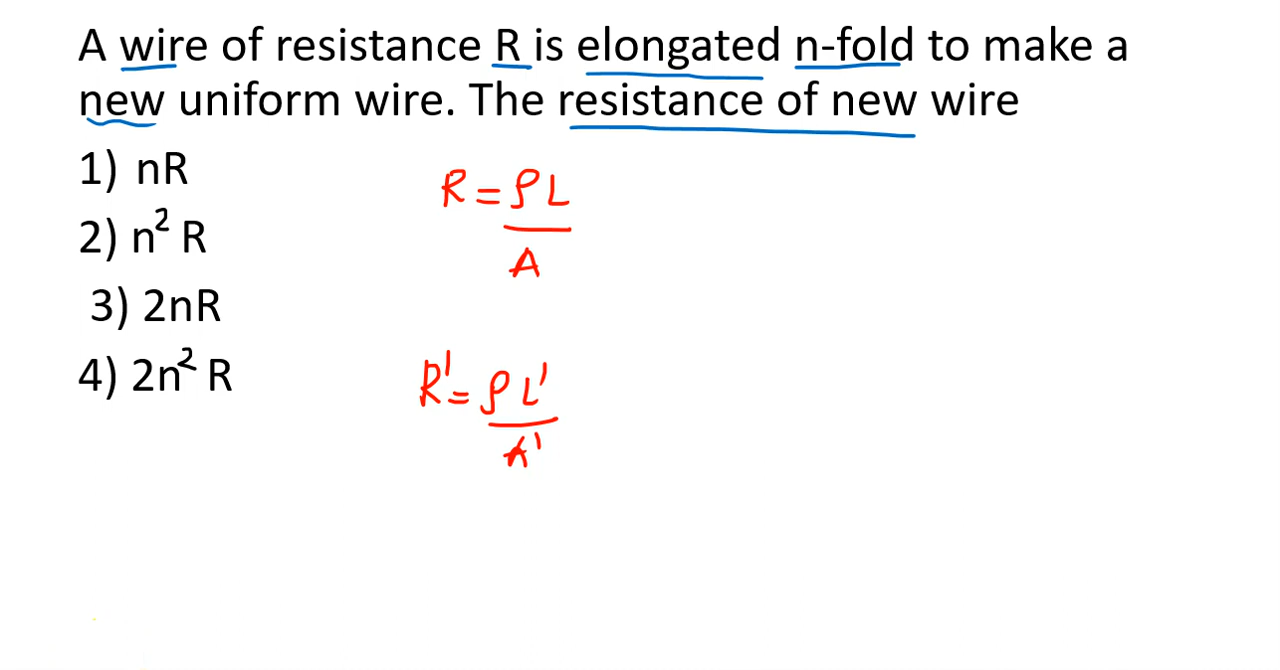 A wire of resistance R is elongated n-fold to make a
new uniform wire. The resistance of new wire
1) nR
2) n² R
3) 2nR
4) 2n² R
R = ρL
A
R' = ρL'
A'